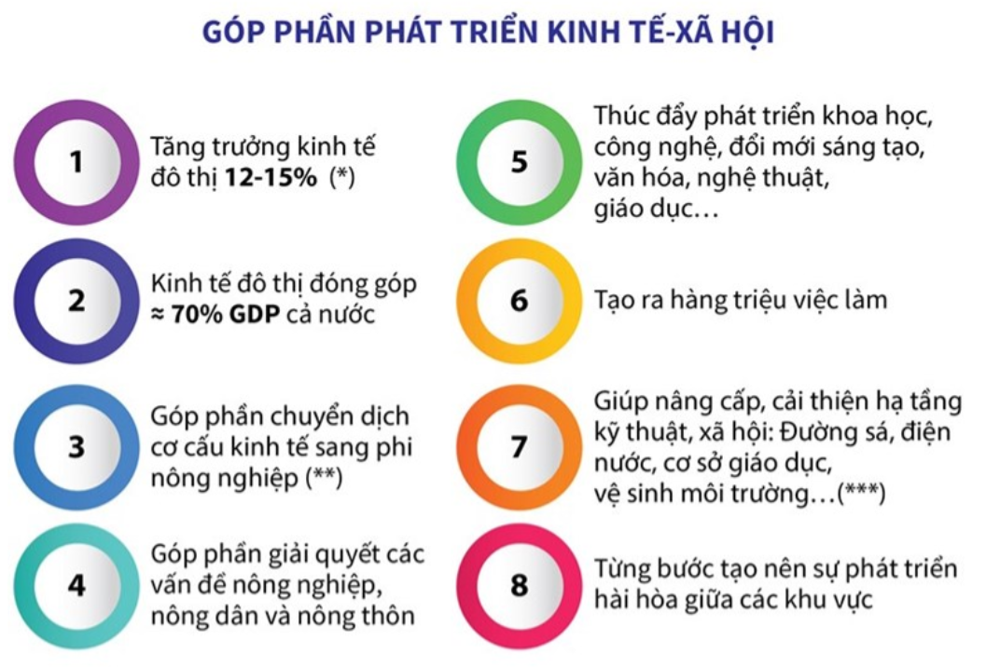 GÓP PHẦN PHÁT TRIỂN KINH TẾ-XÃ HỘI
1
Tăng trưởng kinh tế
đô thị 12-15% (*)
2
Kinh tế đô thị đóng góp
≈ 70% GDP cả nước
3
Góp phần chuyển dịch
cơ cấu kinh tế sang phi
nông nghiệp (**)
4
Góp phần giải quyết các
vấn đề nông nghiệp,
nông dân và nông thôn
5
Thúc đẩy phát triển khoa học,
công nghệ, đổi mới sáng tạo,
văn hóa, nghệ thuật,
giáo dục...
6
Tạo ra hàng triệu việc làm
7
Giúp nâng cấp, cải thiện hạ tầng
kỹ thuật, xã hội: Đường sá, điện
nước, cơ sở giáo dục,
vệ sinh môi trường...(***)
8
Từng bước tạo nên sự phát triển
hài hòa giữa các khu vực